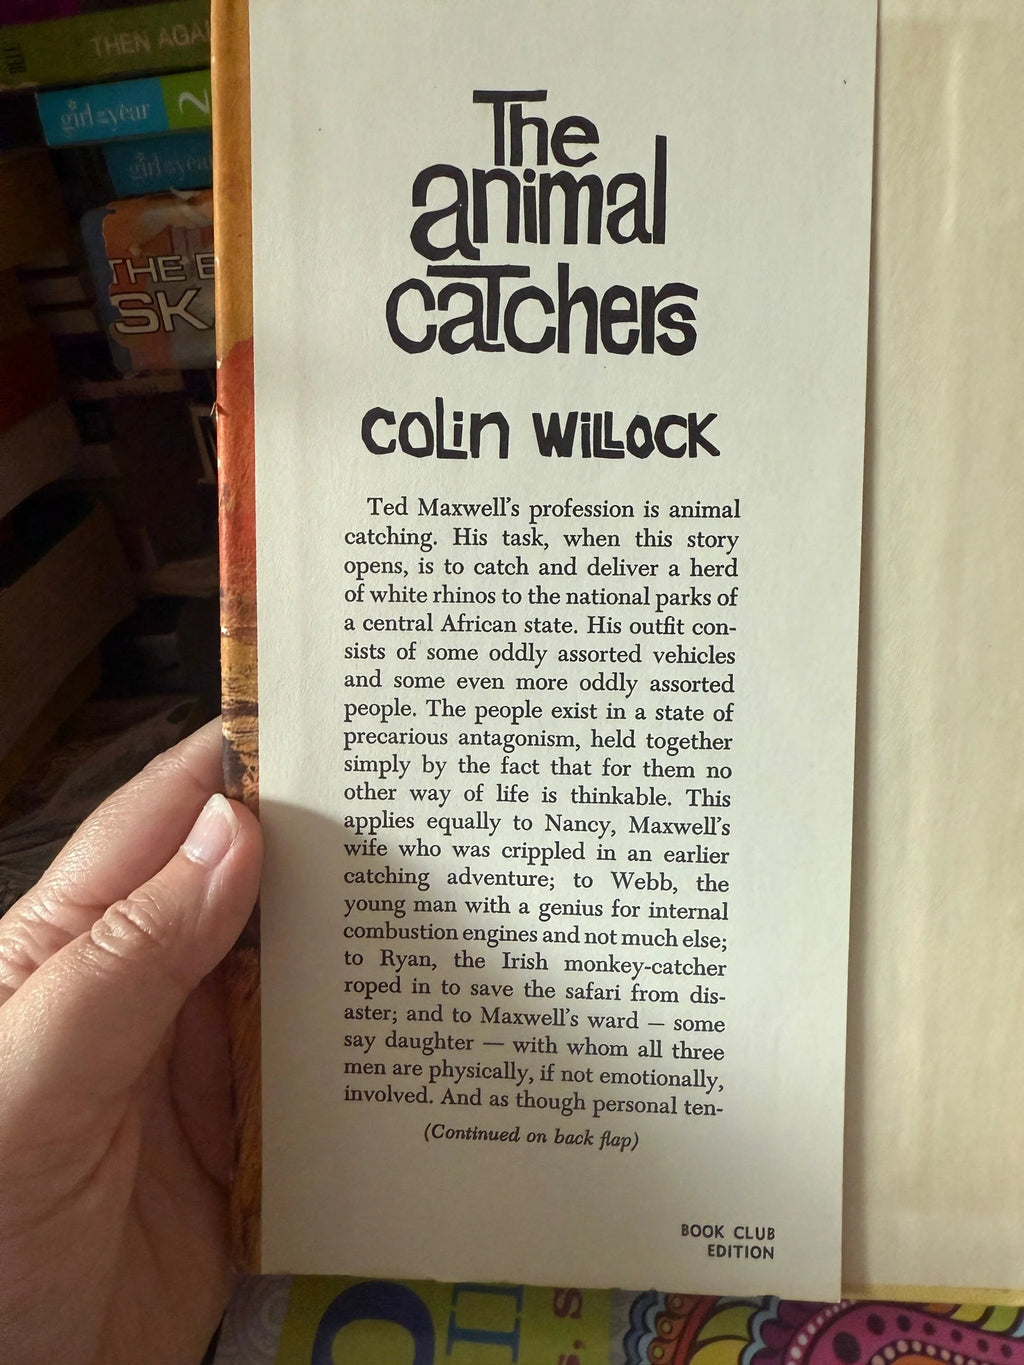 THEN AGAI
girl of the year
girl of the year
THE
SK
The
animal
catchers
Colin Willock
Ted Maxwell's profession is animal
catching. His task, when this story
opens, is to catch and deliver a herd
of white rhinos to the national parks of
a central African state. His outfit con-
sists of some oddly assorted vehicles
and some even more oddly assorted
people. The people exist in a state of
precarious antagonism, held together
simply by the fact that for them no
other way of life is thinkable. This
applies equally to Nancy, Maxwell's
wife who was crippled in an earlier
catching adventure; to Webb, the
young man with a genius for internal
combustion engines and not much else;
to Ryan, the Irish monkey-catcher
roped in to save the safari from dis-
aster; and to Maxwell's ward — some
say daughter — with whom all three
men are physically, if not emotionally,
involved. And as though personal ten-
(Continued on back flap)
BOOK CLUB
EDITION